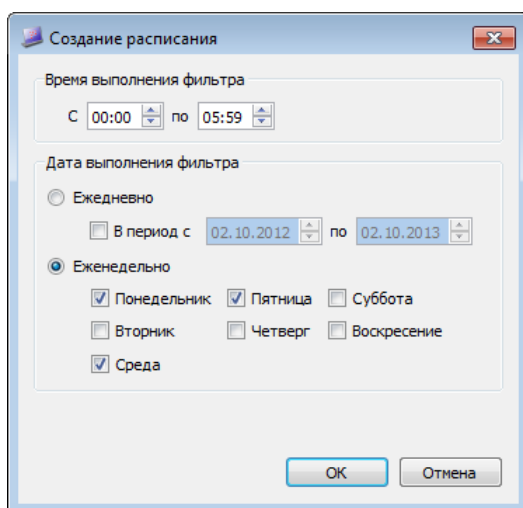 Создание расписания
Время выполнения фильтра
С 00:00 по 05:59
Дата выполнения фильтра
Ежедневно
В период с 02.10.2012 по 02.10.2013
Еженедельно
Понедельник Пятница Суббота
Вторник Четверг Воскресение
Среда
ОК Отмена